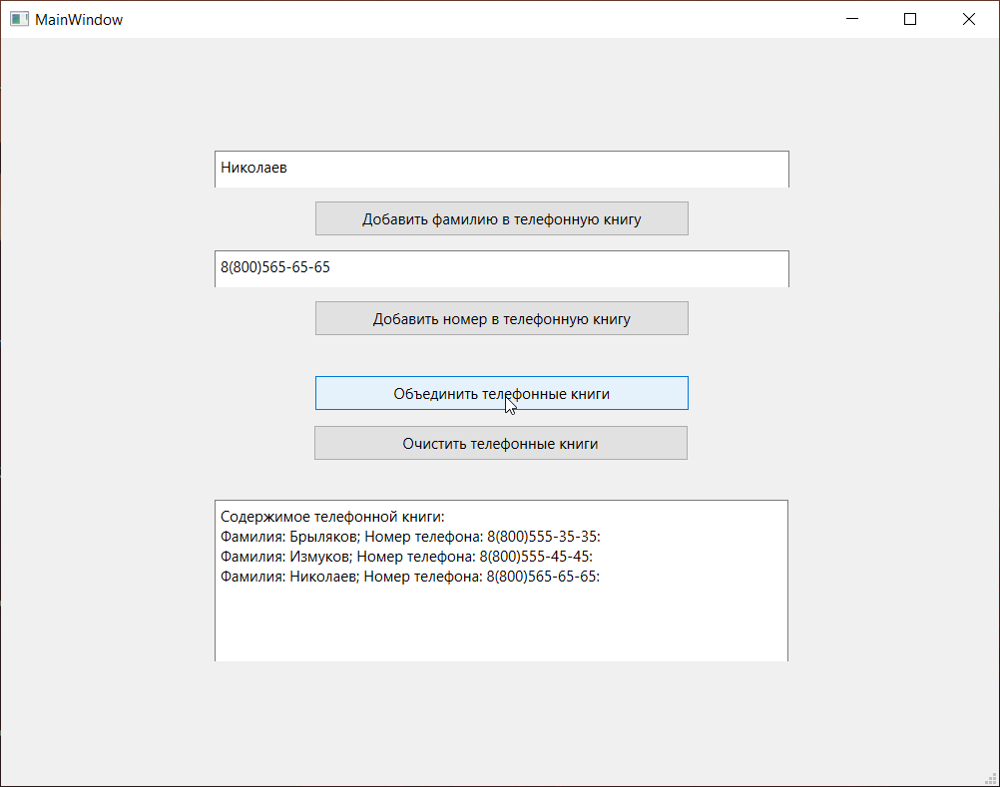 MainWindow
Николаев
Добавить фамилию в телефонную книгу
8(800)565-65-65
Добавить номер в телефонную книгу
Объединить телефонные книги
Очистить телефонные книги
Содержимое телефонной книги:
Фамилия: Брыляков; Номер телефона: 8(800)555-35-35:
Фамилия: Измуков; Номер телефона: 8(800)555-45-45:
Фамилия: Николаев; Номер телефона: 8(800)565-65-65: